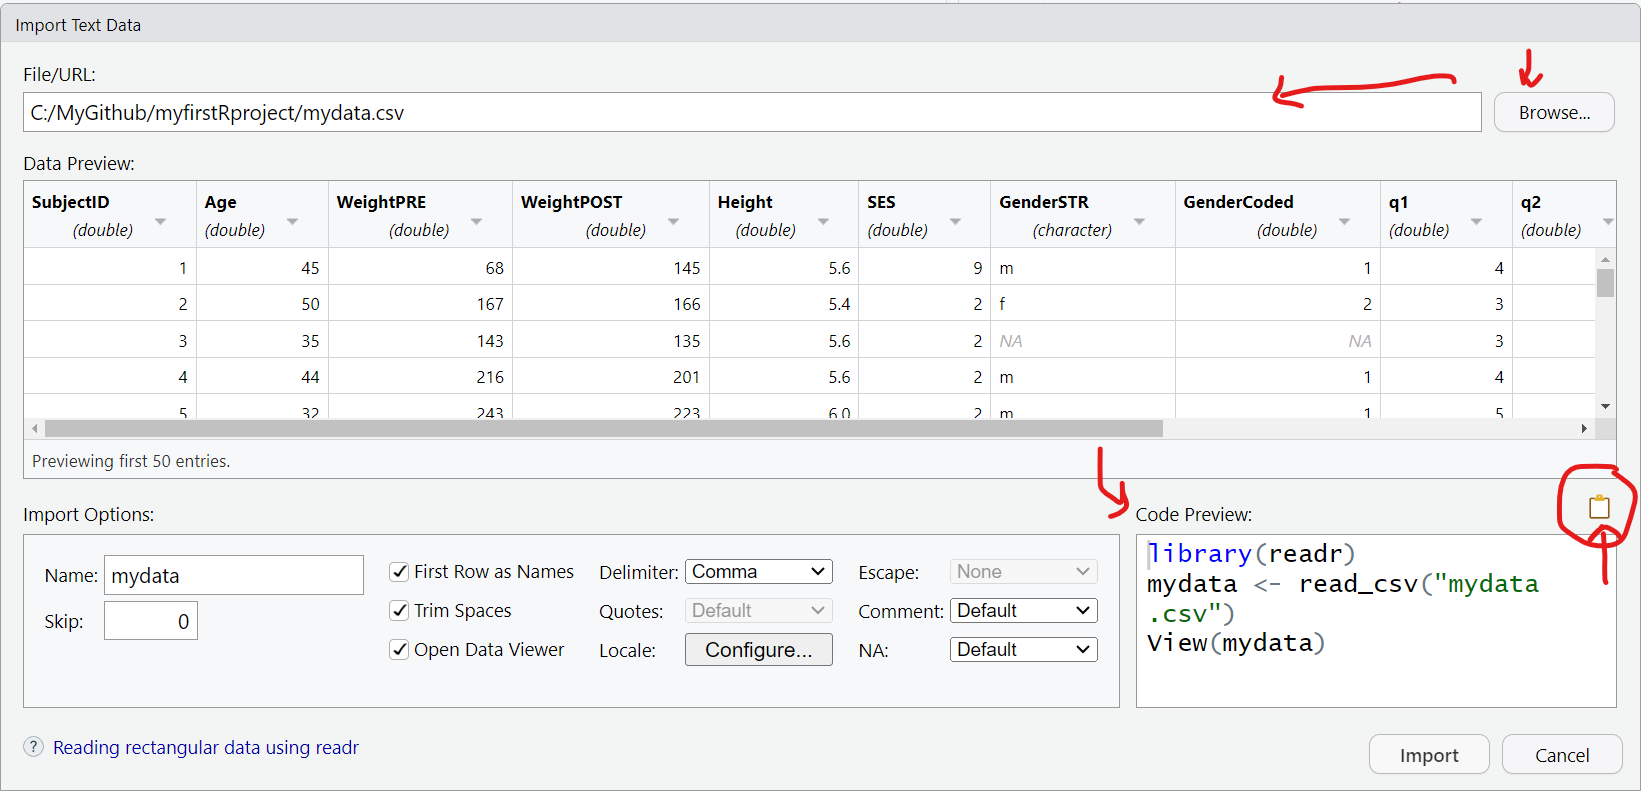 Import Text Data
File/URL:
C:/MyGithub/myfirstRproject/mydata.csv
Browse...
Data Preview:
SubjectID Age WeightPRE WeightPOST Height SES GenderSTR GenderCoded q1 q2
(double) (double) (double) (double) (double) (double) (character) (double) (double) (double)
1 45 68 145 5.6 9 m 1 4
2 50 167 166 5.4 2 f 2 3
3 35 143 135 5.6 2 NA NA 3
4 44 216 201 5.6 2 m 1 4
5 32 243 223 6.0 2 m 1 5
Previewing first 50 entries.
Import Options:
Name: mydata
Skip: 0
First Row as Names
Trim Spaces
Open Data Viewer
Delimiter: Comma
Quotes: Default
Locale: Configure...
Escape: None
Comment: Default
NA: Default
Code Preview:
library(readr)
mydata <- read_csv("mydata
.csv")
View(mydata)
? Reading rectangular data using readr
Import
Cancel